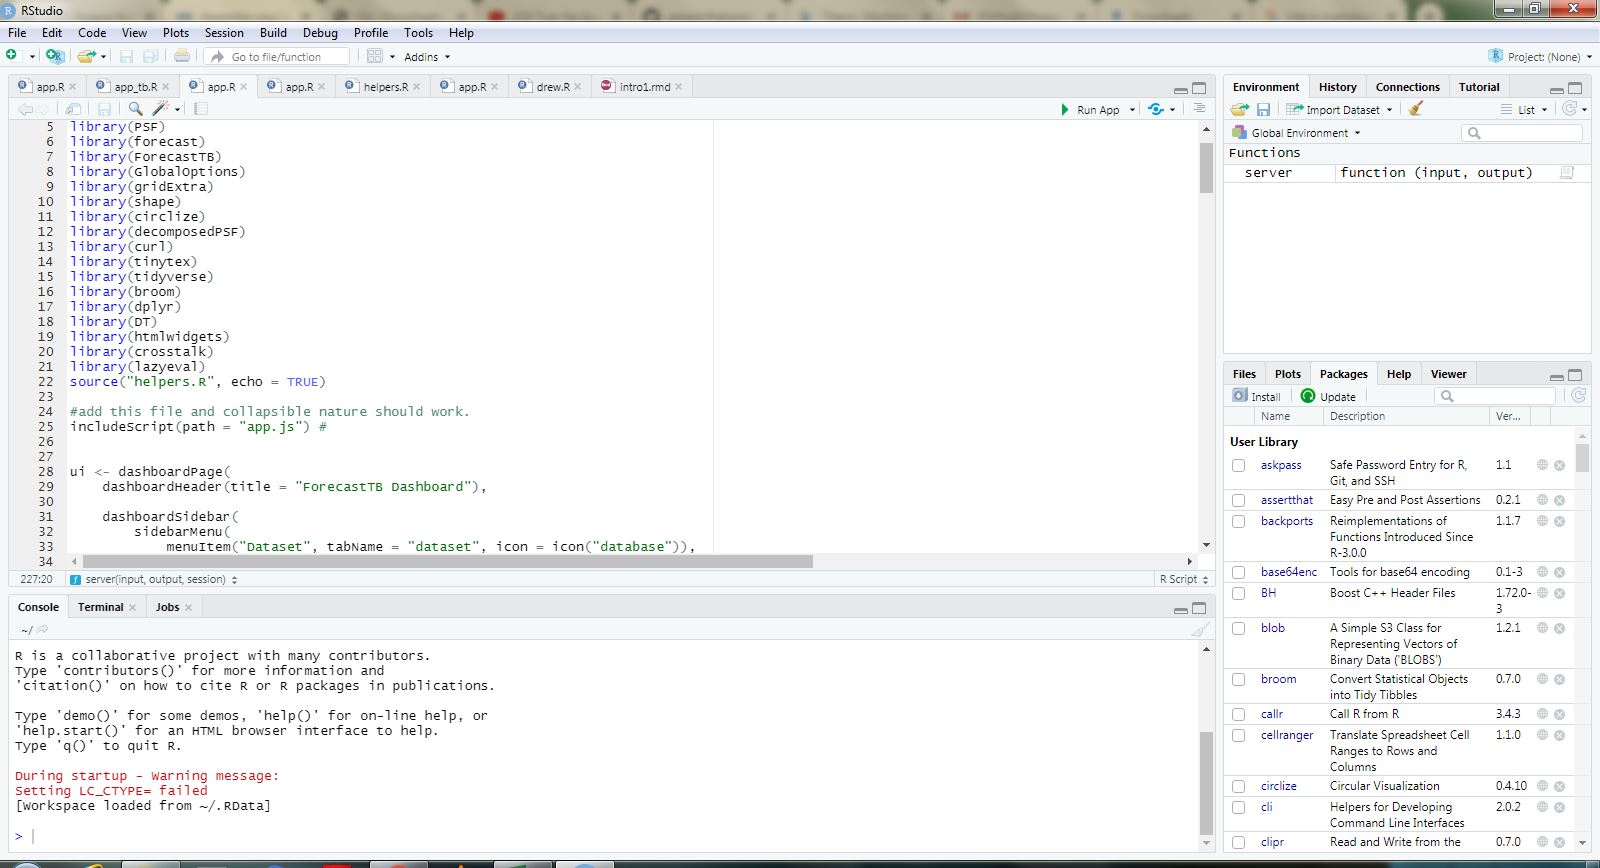 RStudio
File Edit Code View Plots Session Build Debug Profile Tools Help
Go to file/function Addins Project: (None)
app.R app_tb.R app.R app.R helpers.R app.R drew.R intro1.rmd
Run App
5 library(PSF)
6 library(forecast)
7 library(ForecastTB)
8 library(GlobalOptions)
9 library(gridExtra)
10 library(shape)
11 library(circlize)
12 library(decomposedPSF)
13 library(curl)
14 library(tinytex)
15 library(tidyverse)
16 library(broom)
17 library(dplyr)
18 library(DT)
19 library(htmlwidgets)
20 library(crosstalk)
21 library(lazyeval)
22 source("helpers.R", echo = TRUE)
23
24 #add this file and collapsible nature should work.
25 includeScript(path = "app.js") #
26
27
28 ui <- dashboardPage(
29 dashboardHeader(title = "ForecastTB Dashboard"),
30
31 dashboardSidebar(
32 sidebarMenu(
33 menuItem("Dataset", tabName = "dataset", icon = icon("database")),
34
227:20 server(input, output, session) R Script
Console Terminal Jobs
~/
R is a collaborative project with many contributors.
Type 'contributors()' for more information and
'citation()' on how to cite R or R packages in publications.
Type 'demo()' for some demos, 'help()' for on-line help, or
'help.start()' for an HTML browser interface to help.
Type 'q()' to quit R.
During startup - Warning message:
Setting LC_CTYPE= failed
[Workspace loaded from ~/.RData]
>
Environment History Connections Tutorial
Import Dataset List
Global Environment
Functions
server function (input, output)
Files Plots Packages Help Viewer
Install Update
Name Description Ver...
User Library
askpass Safe Password Entry for R, 1.1
Git, and SSH
assertthat Easy Pre and Post Assertions 0.2.1
backports Reimplementations of 1.1.7
Functions Introduced Since
R-3.0.0
base64enc Tools for base64 encoding 0.1-3
BH Boost C++ Header Files 1.72.0-
3
blob A Simple S3 Class for 1.2.1
Representing Vectors of
Binary Data ('BLOBS')
broom Convert Statistical Objects 0.7.0
into Tidy Tibbles
callr Call R from R 3.4.3
cellranger Translate Spreadsheet Cell 1.1.0
Ranges to Rows and
Columns
circlize Circular Visualization 0.4.10
cli Helpers for Developing 2.0.2
Command Line Interfaces
clipr Read and Write from the 0.7.0